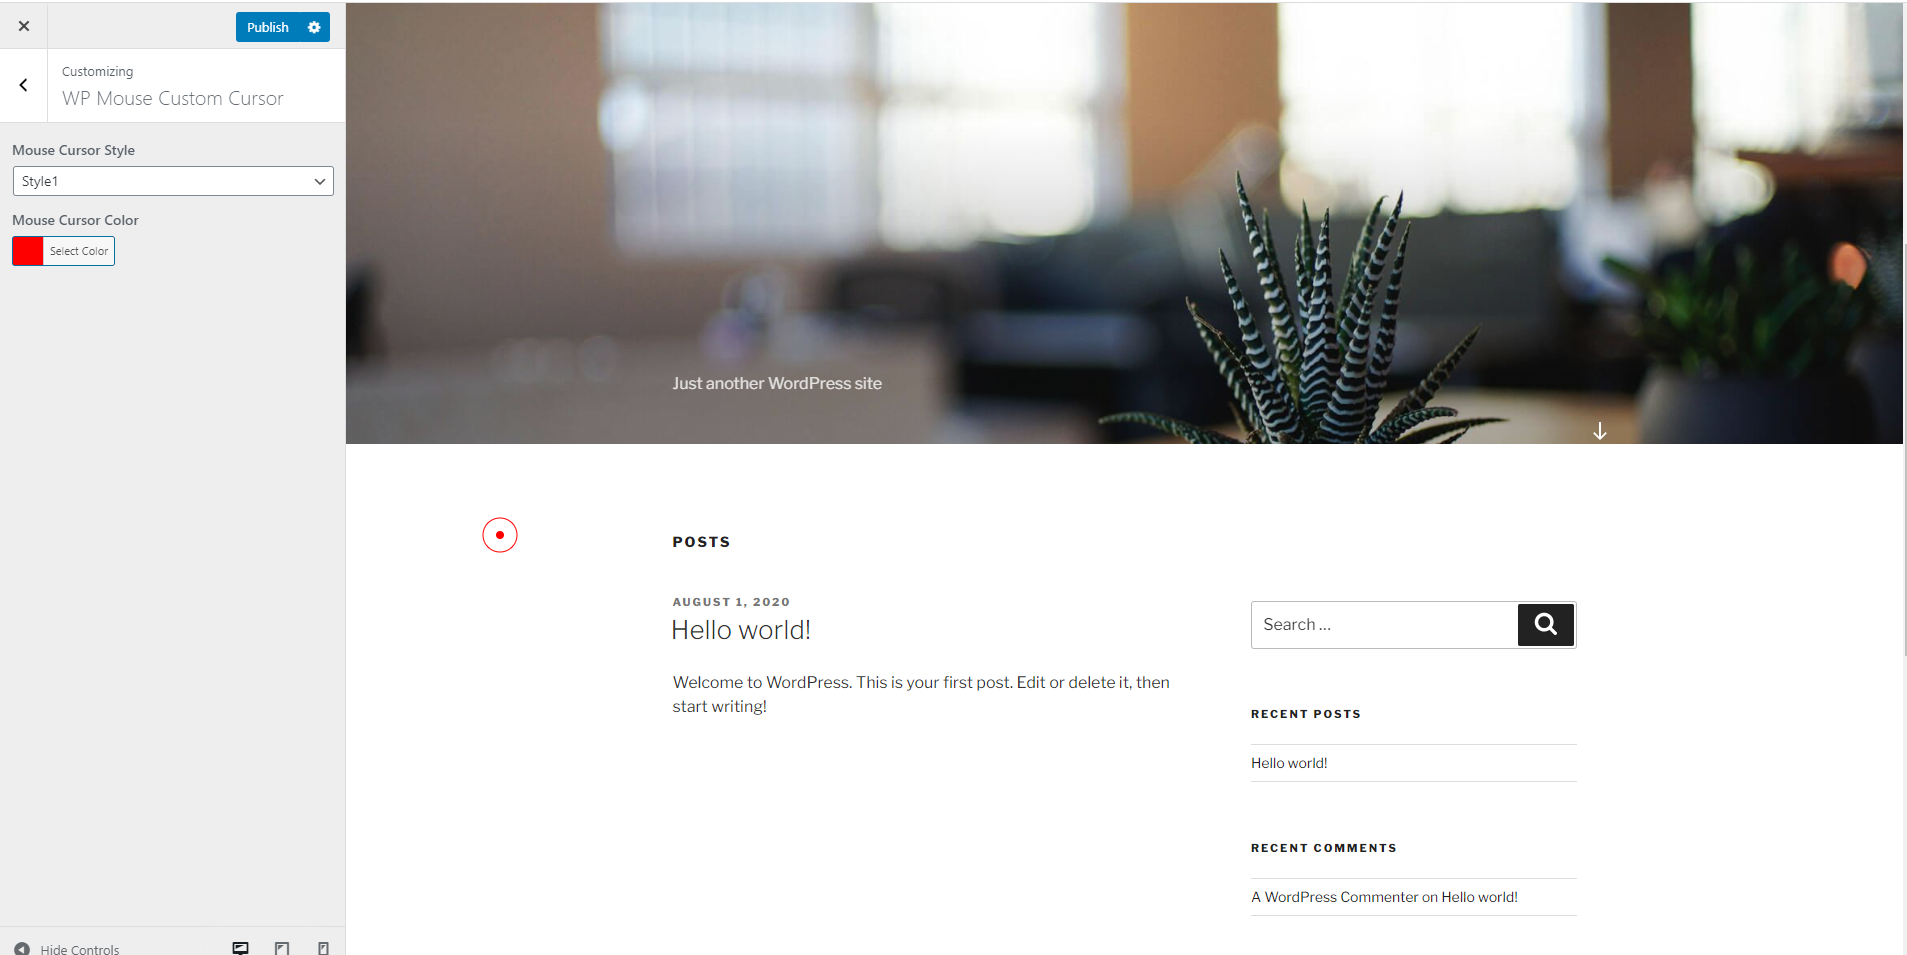 Publish
Customizing
WP Mouse Custom Cursor
Mouse Cursor Style
Style1
Mouse Cursor Color
Select Color
Hide Controls
Just another WordPress site
POSTS
AUGUST 1, 2020
Hello world!
Welcome to WordPress. This is your first post. Edit or delete it, then
start writing!
Search …
RECENT POSTS
Hello world!
RECENT COMMENTS
A WordPress Commenter on Hello world!